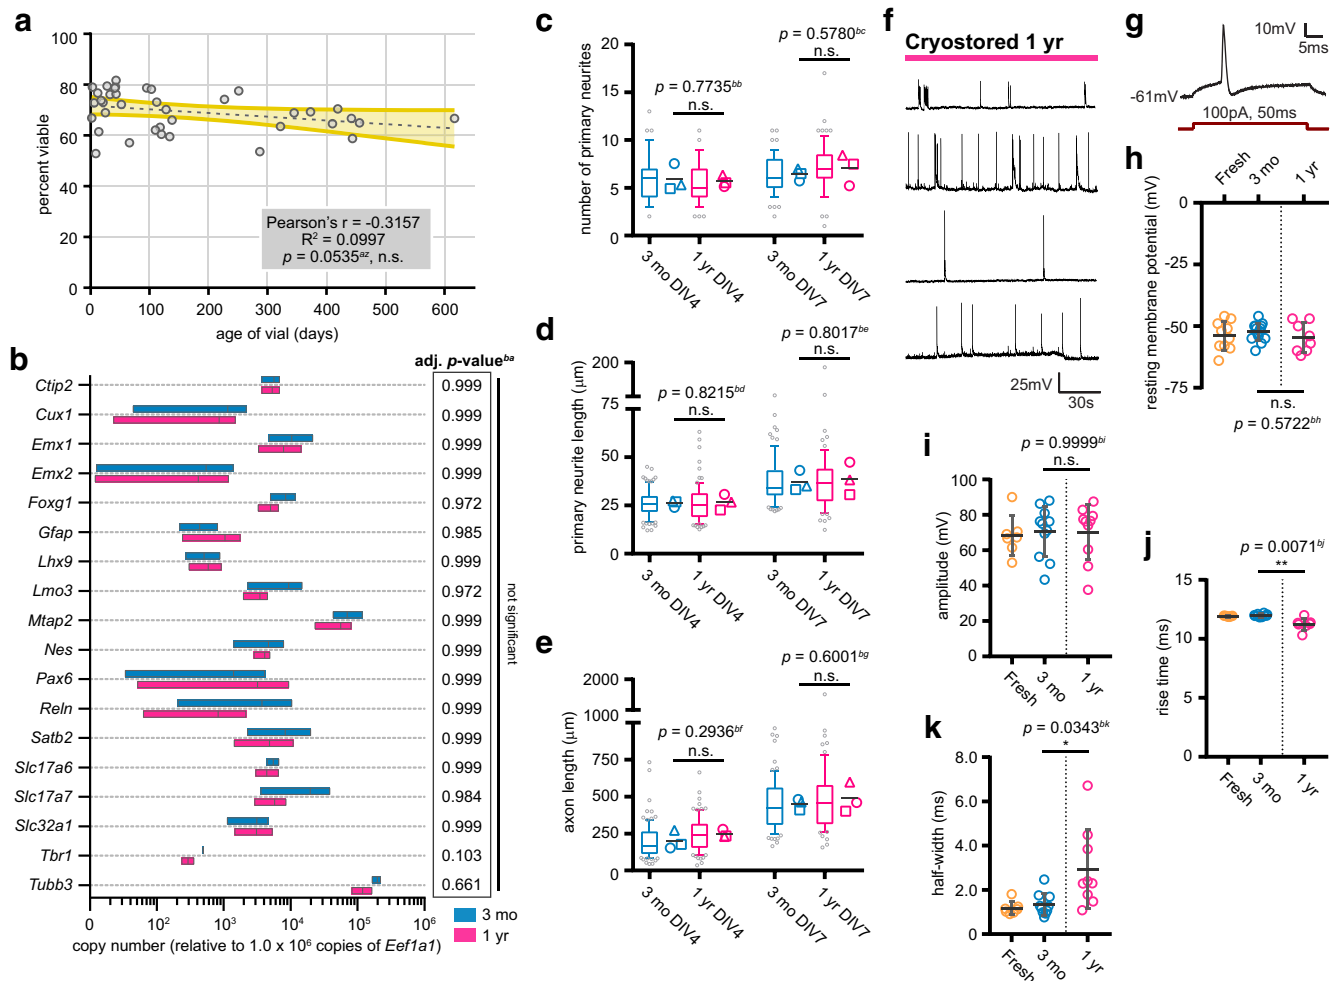 a
100
80
60
40
20
0
percent viable
Pearson's r = -0.3157
R² = 0.0997
p = 0.0535ᵃᶻ, n.s.
0 100 200 300 400 500 600
age of vial (days)
b
adj. p-valueᵇᵃ
Ctip2 0.999
Cux1 0.999
Emx1 0.999
Emx2 0.999
Foxg1 0.972
Gfap 0.985
Lhx9 0.999
Lmo3 0.972
Mtap2 0.999
Nes 0.999
Pax6 0.999
Reln 0.999
Satb2 0.999
Slc17a6 0.999
Slc17a7 0.984
Slc32a1 0.999
Tbr1 0.103
Tubb3 0.661
not significant
0 10² 10³ 10⁴ 10⁵ 10⁶
copy number (relative to 1.0 x 10⁶ copies of Eef1a1)
3 mo
1 yr
c
20
15
10
5
0
number of primary neurites
p = 0.7735ᵇᵇ
n.s.
p = 0.5780ᵇᶜ
n.s.
3 mo DIV4
1 yr DIV4
3 mo DIV7
1 yr DIV7
d
200
75
50
25
0
primary neurite length (µm)
p = 0.8215ᵇᵈ
n.s.
p = 0.8017ᵇᵉ
n.s.
3 mo DIV4
1 yr DIV4
3 mo DIV7
1 yr DIV7
e
2000
1000
750
500
250
0
axon length (µm)
p = 0.2936ᵇᶠ
n.s.
p = 0.6001ᵇᵍ
n.s.
3 mo DIV4
1 yr DIV4
3 mo DIV7
1 yr DIV7
f
Cryostored 1 yr
25mV
30s
g
10mV
5ms
-61mV
100pA, 50ms
h
Fresh
3 mo
1 yr
0
-25
-50
-75
resting membrane potential (mV)
n.s.
p = 0.5722ᵇʰ
i
p = 0.9999ᵇⁱ
n.s.
100
80
60
40
20
0
amplitude (mV)
Fresh
3 mo
1 yr
j
p = 0.0071ᵇʲ
**
15
10
5
0
rise time (ms)
Fresh
3 mo
1 yr
k
p = 0.0343ᵇᵏ
*
8.0
6.0
4.0
2.0
0
half-width (ms)
Fresh
3 mo
1 yr